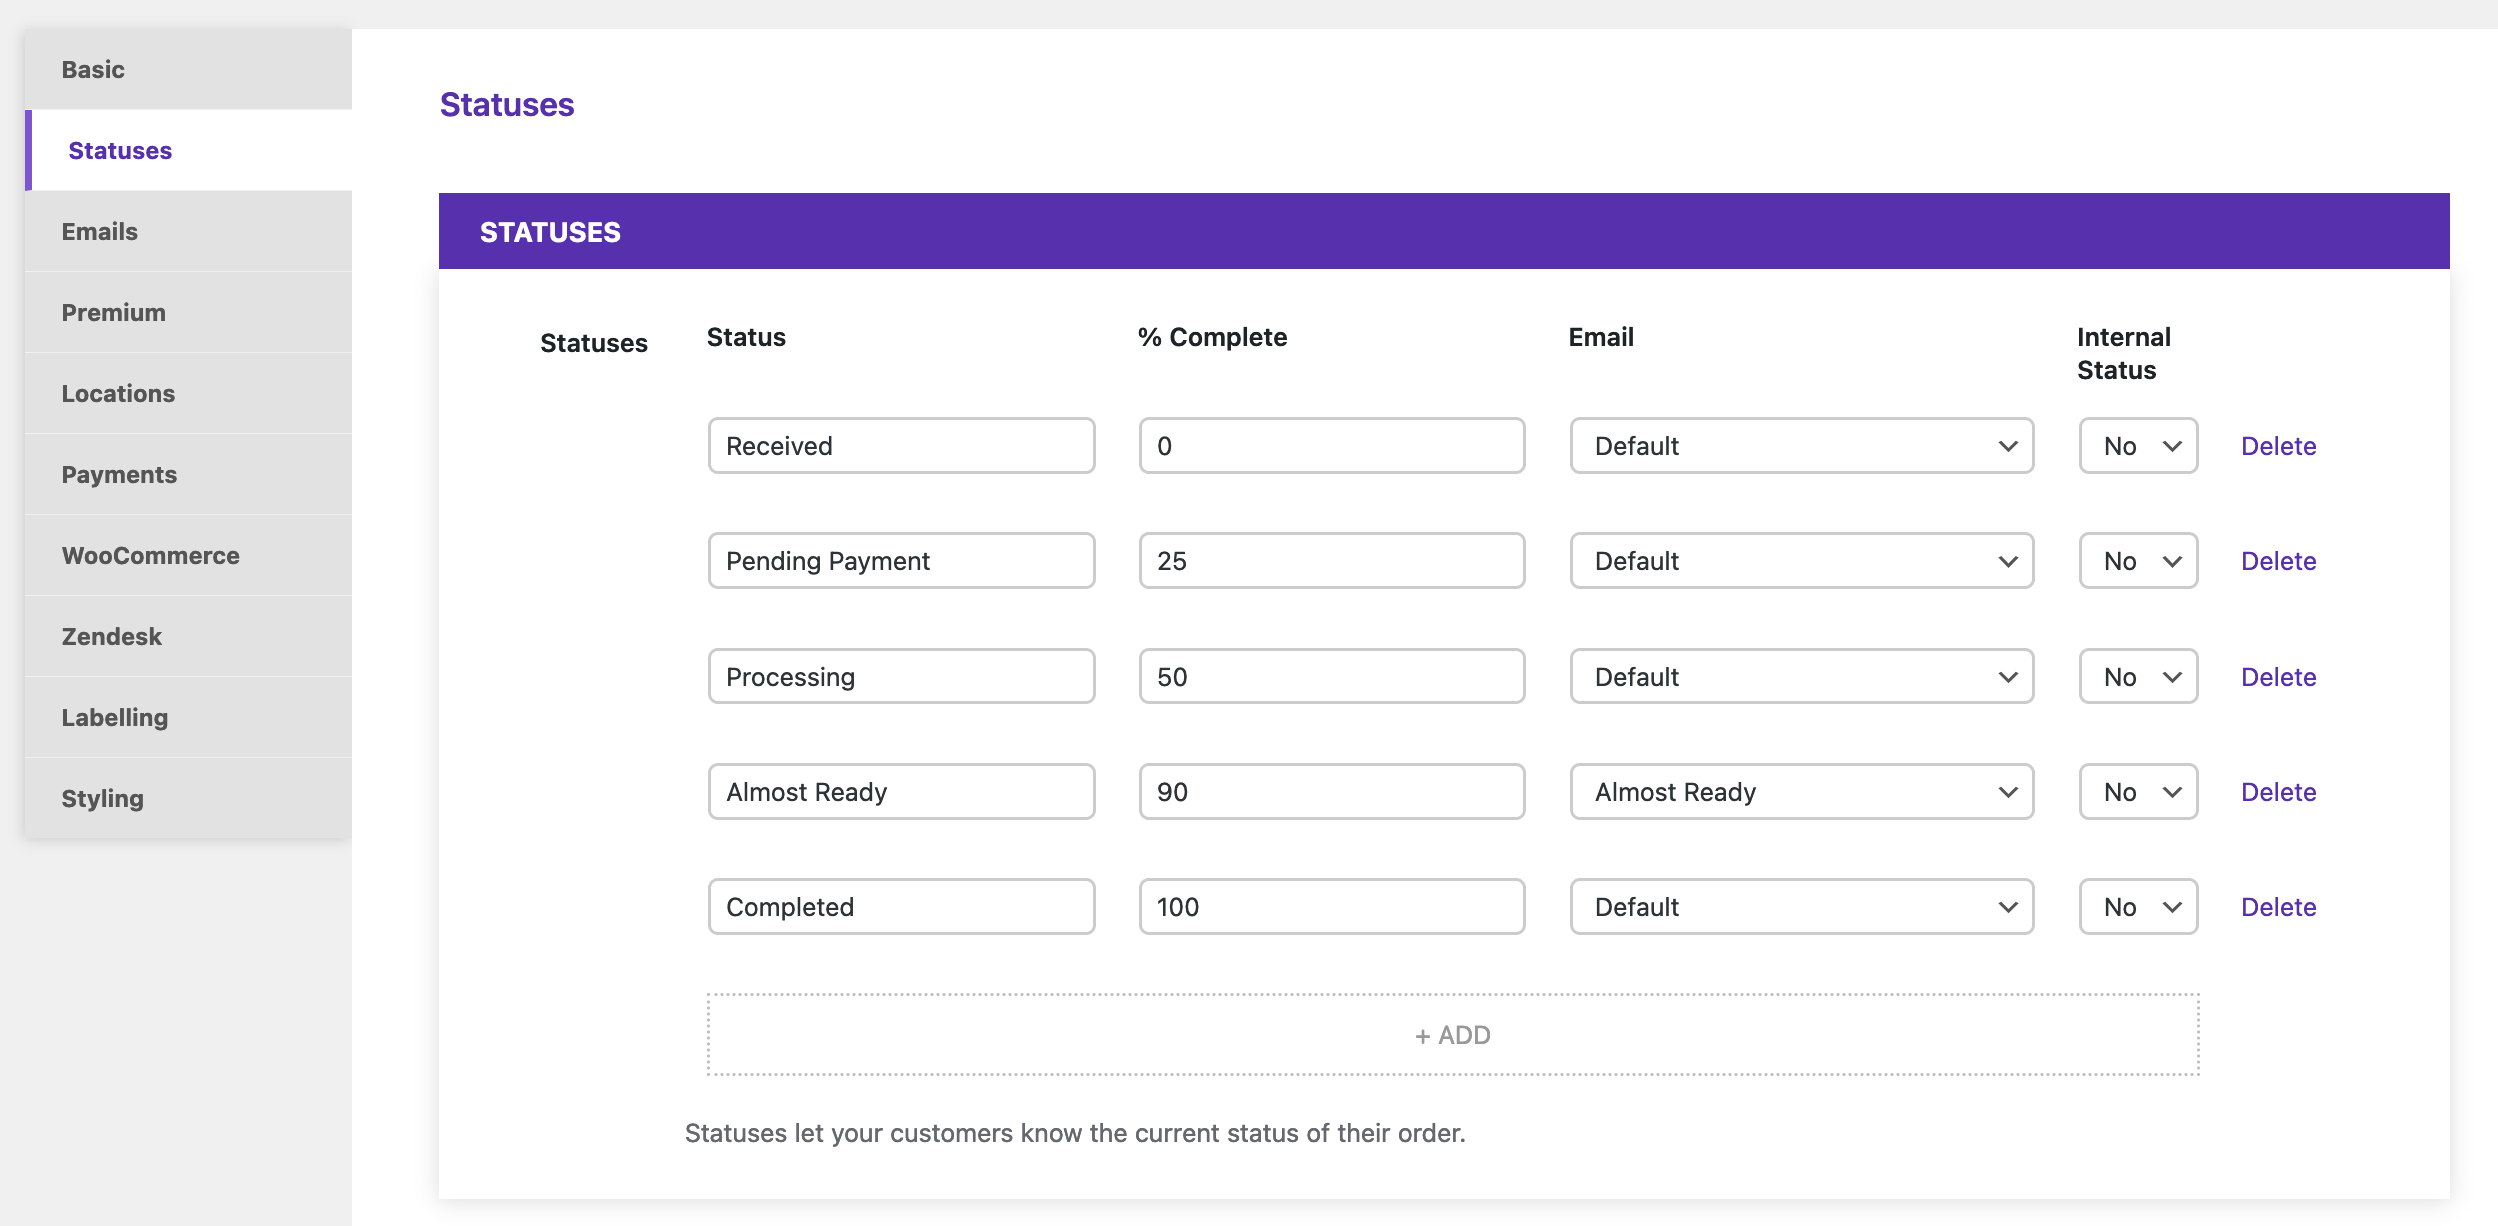 Basic
Statuses
Emails
Premium
Locations
Payments
WooCommerce
Zendesk
Labelling
Styling
Statuses
STATUSES
Statuses
Status % Complete Email Internal Status
Received 0 Default No Delete
Pending Payment 25 Default No Delete
Processing 50 Default No Delete
Almost Ready 90 Almost Ready No Delete
Completed 100 Default No Delete
+ ADD
Statuses let your customers know the current status of their order.